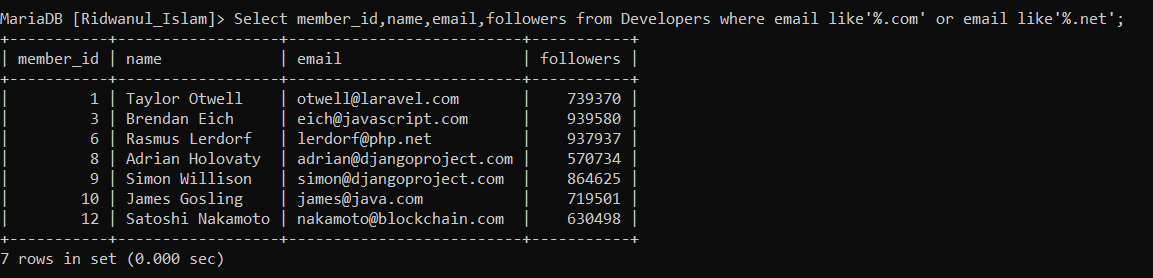 MariaDB [Ridwanul_Islam]> Select member_id,name,email,followers from Developers where email like'%.com' or email like'%.net';
+-----------+-----------------+------------------------+-----------+
| member_id | name            | email                  | followers |
+-----------+-----------------+------------------------+-----------+
|         1 | Taylor Otwell   | otwell@laravel.com     |    739370 |
|         3 | Brendan Eich    | eich@javascript.com    |    939580 |
|         6 | Rasmus Lerdorf  | lerdorf@php.net        |    937937 |
|         8 | Adrian Holovaty | adrian@djangoproject.com |    570734 |
|         9 | Simon Willison  | simon@djangoproject.com |    864625 |
|        10 | James Gosling   | james@java.com         |    719501 |
|        12 | Satoshi Nakamoto | nakamoto@blockchain.com |    630498 |
+-----------+-----------------+------------------------+-----------+
7 rows in set (0.000 sec)